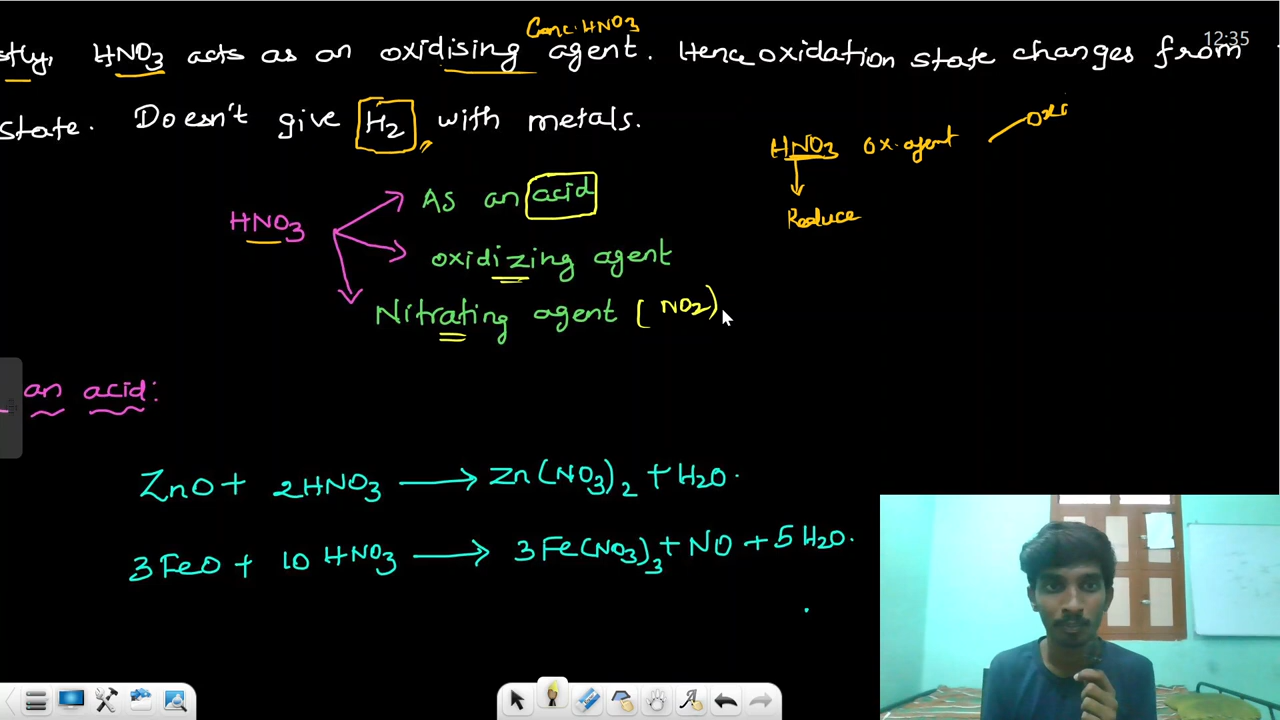 Conc. HNO3
stly, HNO3 acts as an oxidising agent. Hence oxidation state changes from
12:35
state. Doesn't give H2, with metals.
HNO3 Ox. agent
Oxi
Reduce
HNO3
As an acid
oxidizing agent
Nitrating agent (NO2)
an acid:
ZnO + 2HNO3 → Zn(NO3)2 + H2O.
3FeO + 10 HNO3 → 3Fe(NO3)3 + NO + 5H2O.